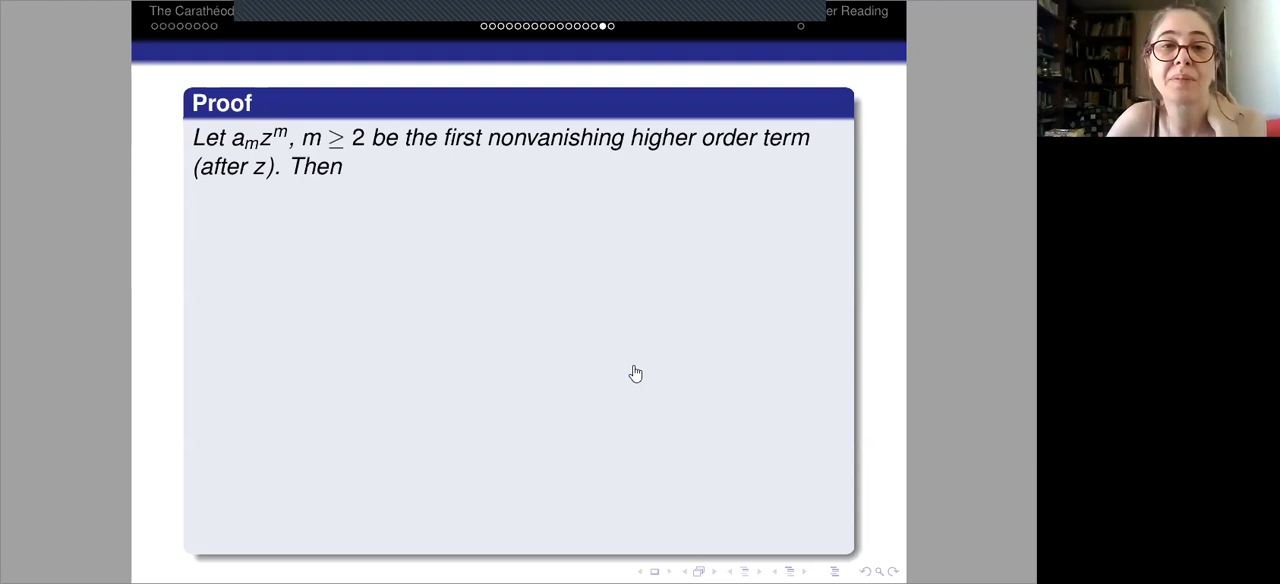 The Carathéod er Reading
Proof
Let aₘzᵐ, m ≥ 2 be the first nonvanishing higher order term
(after z). Then